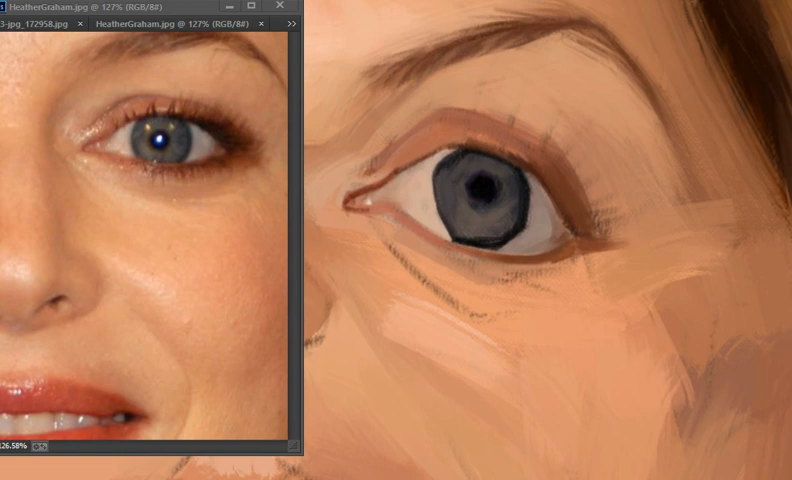 HeatherGraham.jpg @ 127% (RGB/8#)
3-jpg_172958.jpg × HeatherGraham.jpg @ 127% (RGB/8#) × >>
126.58%